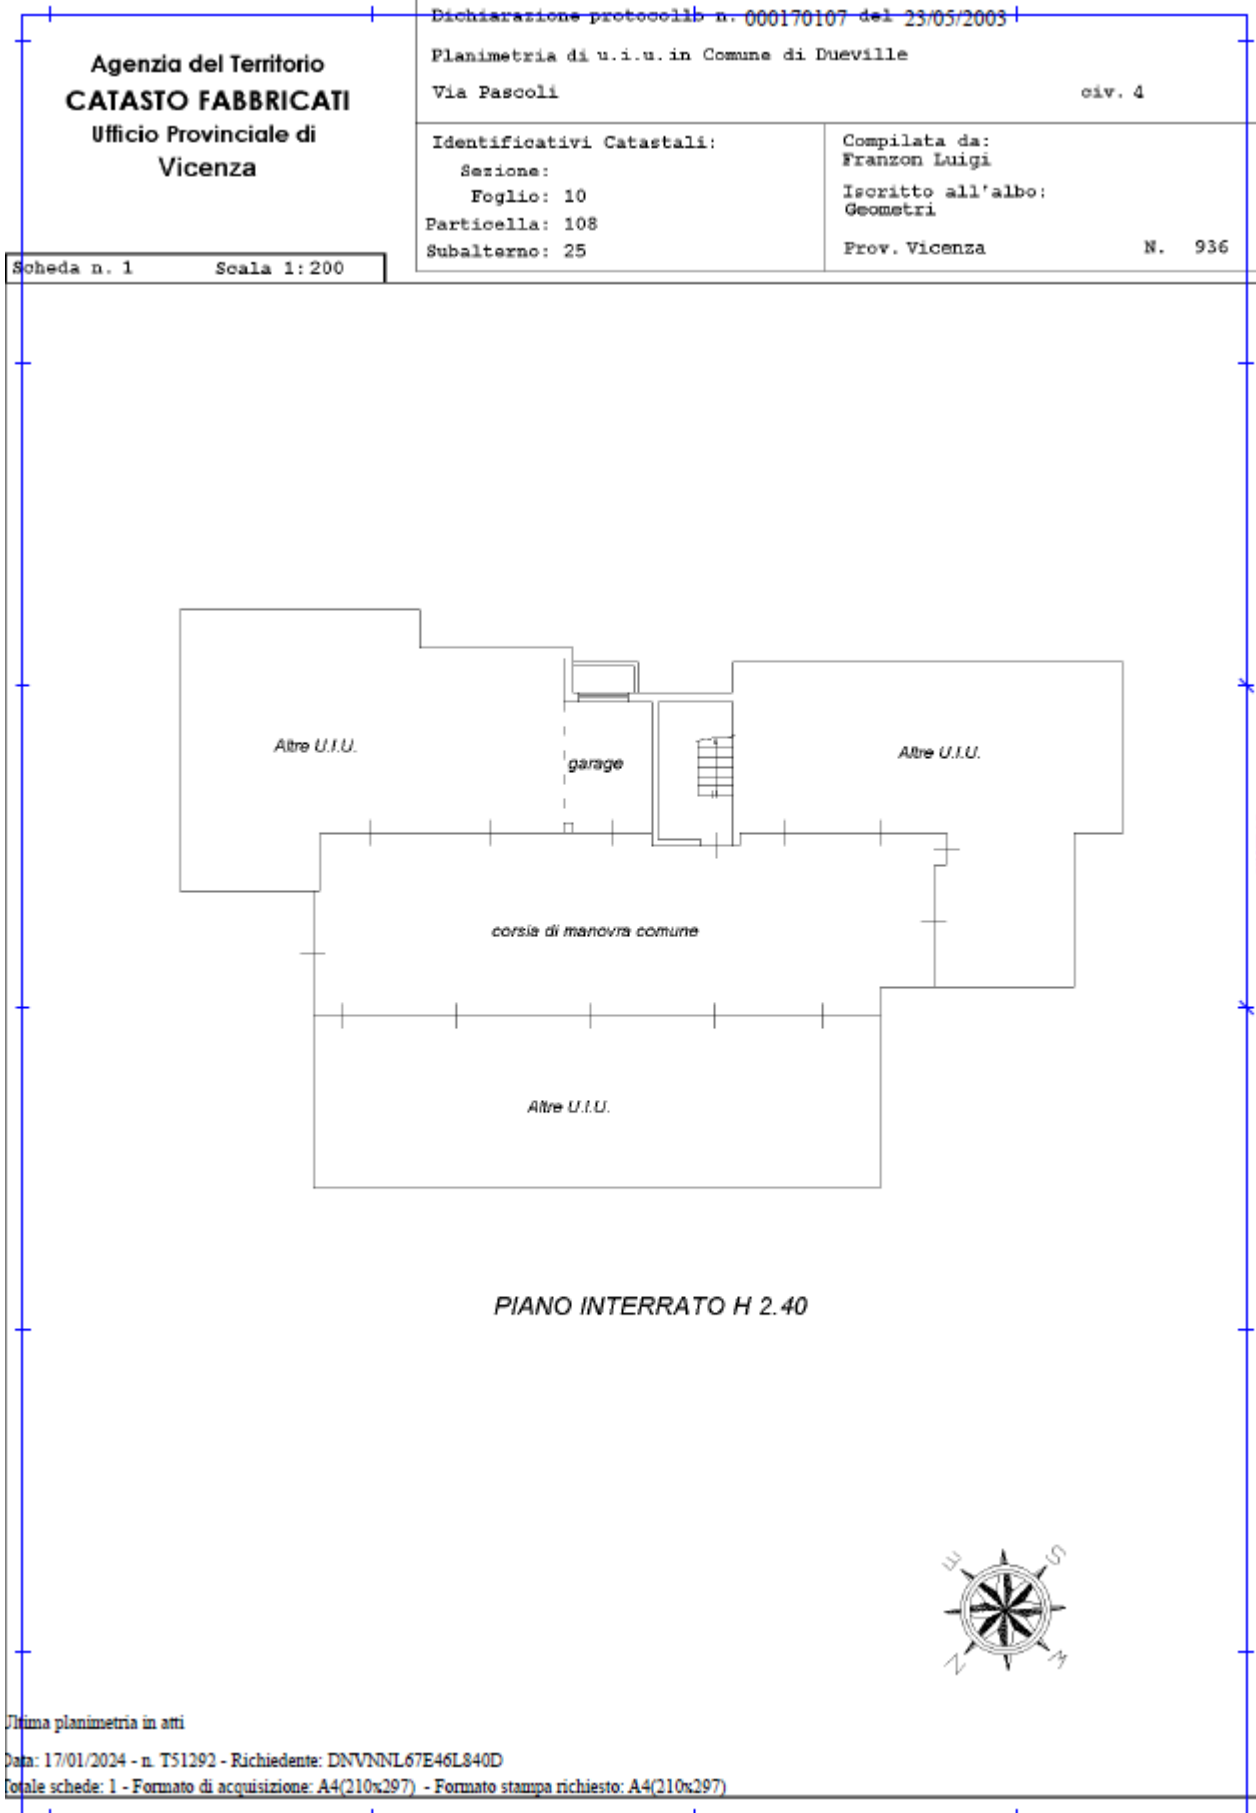 Agenzia del Territorio
CATASTO FABBRICATI
Ufficio Provinciale di
Vicenza
Dichiarazione protocollo n. 000170107 del 23/05/2003
Planimetria di u.i.u. in Comune di Dueville
Via Pascoli civ. 4
Identificativi Catastali:
Sezione:
Foglio: 10
Particella: 108
Subalterno: 25
Compilata da:
Franzon Luigi
Iscritto all'albo:
Geometri
Prov. Vicenza N. 936
Scheda n. 1 Scala 1:200
Altre U.I.U.
garage
Altre U.I.U.
corsia di manovra comune
Altre U.I.U.
PIANO INTERRATO H 2.40
E S
N W
Ultima planimetria in atti
Data: 17/01/2024 - n. T51292 - Richiedente: DNVNNL67E46L840D
Totale schede: 1 - Formato di acquisizione: A4(210x297) - Formato stampa richiesto: A4(210x297)